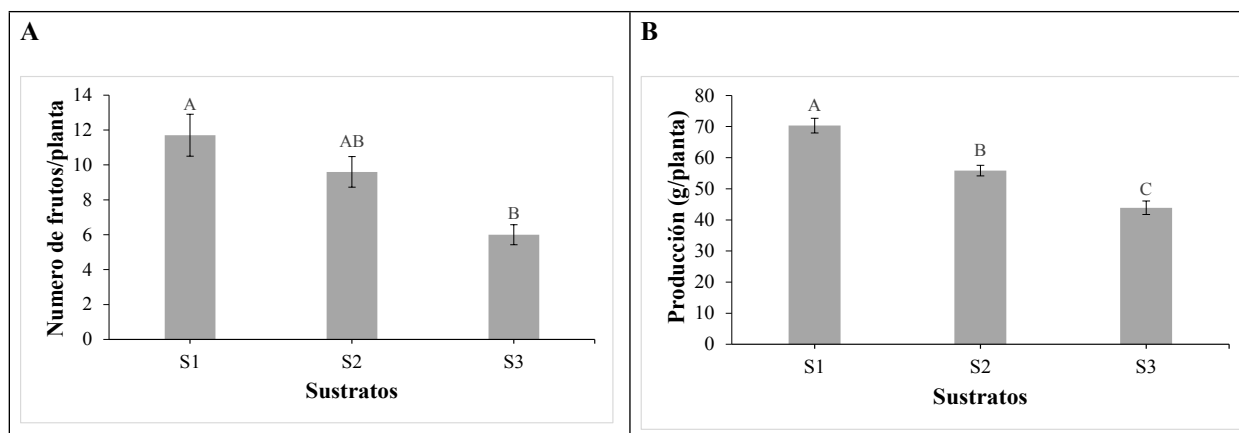 A
14
12
10
8
6
4
2
0
Numero de frutos/planta
A
AB
B
S1 S2 S3
Sustratos
B
80
70
60
50
40
30
20
10
0
Producción (g/planta)
A
B
C
S1 S2 S3
Sustratos